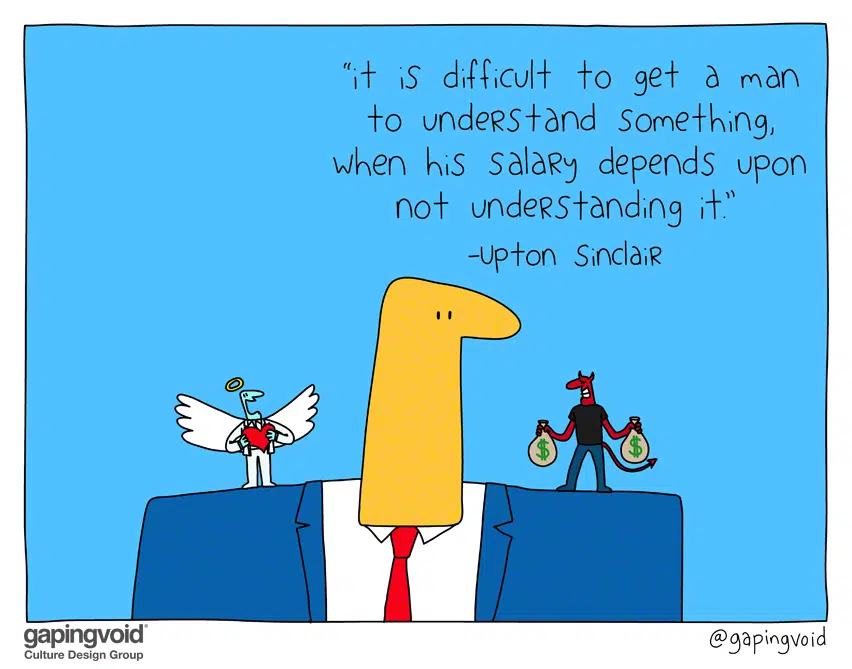 “it is difficult to get a man
to understand something,
when his salary depends upon
not understanding it.”
-Upton Sinclair
$
$
gapingvoid®
Culture Design Group
@gapingvoid